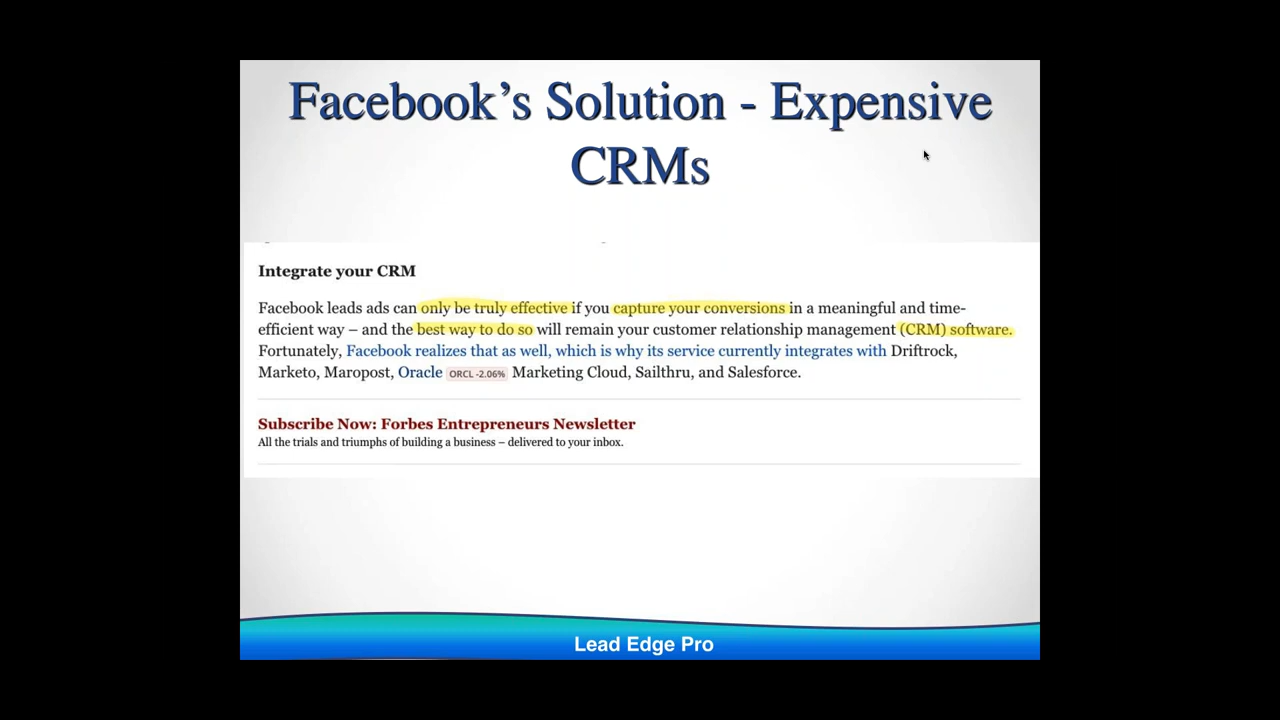 Facebook’s Solution - Expensive
CRMs
Integrate your CRM
Facebook leads ads can only be truly effective if you capture your conversions in a meaningful and time-
efficient way – and the best way to do so will remain your customer relationship management (CRM) software.
Fortunately, Facebook realizes that as well, which is why its service currently integrates with Driftrock,
Marketo, Maropost, Oracle ORCL -2.06% Marketing Cloud, Sailthru, and Salesforce.
Subscribe Now: Forbes Entrepreneurs Newsletter
All the trials and triumphs of building a business – delivered to your inbox.
Lead Edge Pro